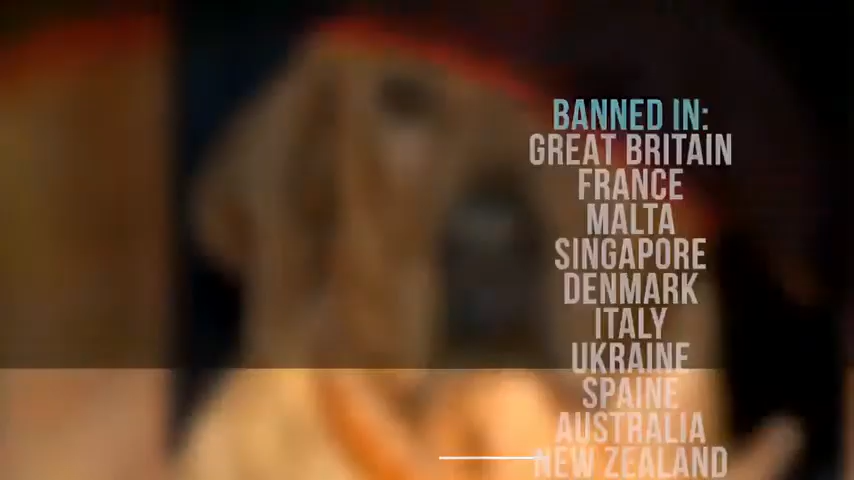 BANNED IN:
GREAT BRITAIN
FRANCE
MALTA
SINGAPORE
DENMARK
ITALY
UKRAINE
SPAINE
AUSTRALIA
NEW ZEALAND